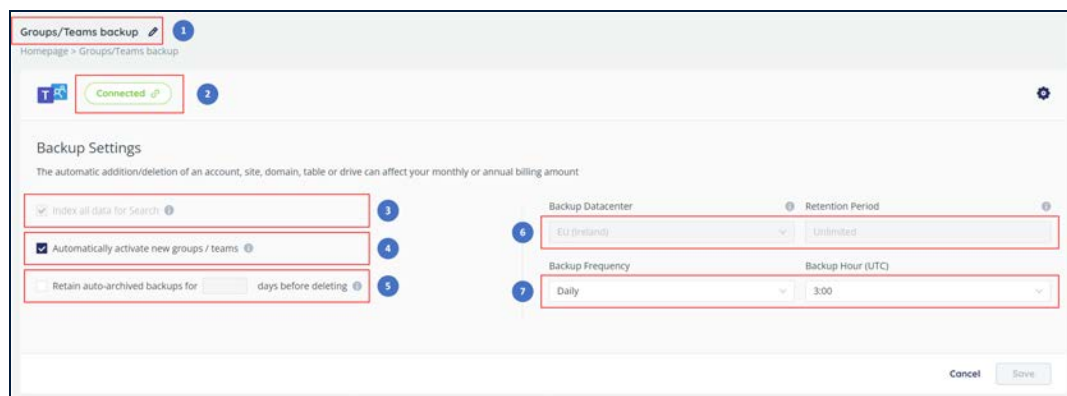 Groups/Teams backup
1
Homepage > Groups/Teams backup
Connected
2
Backup Settings
The automatic addition/deletion of an account, site, domain, table or drive can affect your monthly or annual billing amount
Index all data for Search
3
Automatically activate new groups / teams
4
Retain auto-archived backups for days before deleting
5
Backup Datacenter
Retention Period
6
EU (Ireland)
Unlimited
Backup Frequency
Backup Hour (UTC)
7
Daily
3:00
Cancel
Save